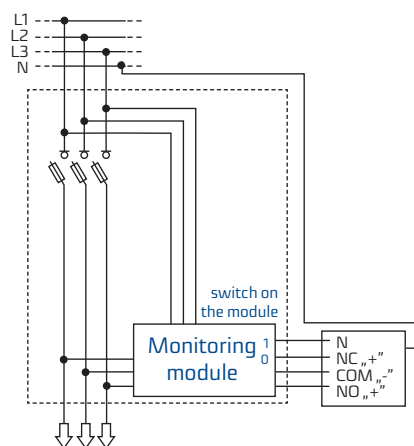 L1
L2
L3
N
switch on
the module
Monitoring
module
1
0
N
NC „+”
COM „-”
NO „+”